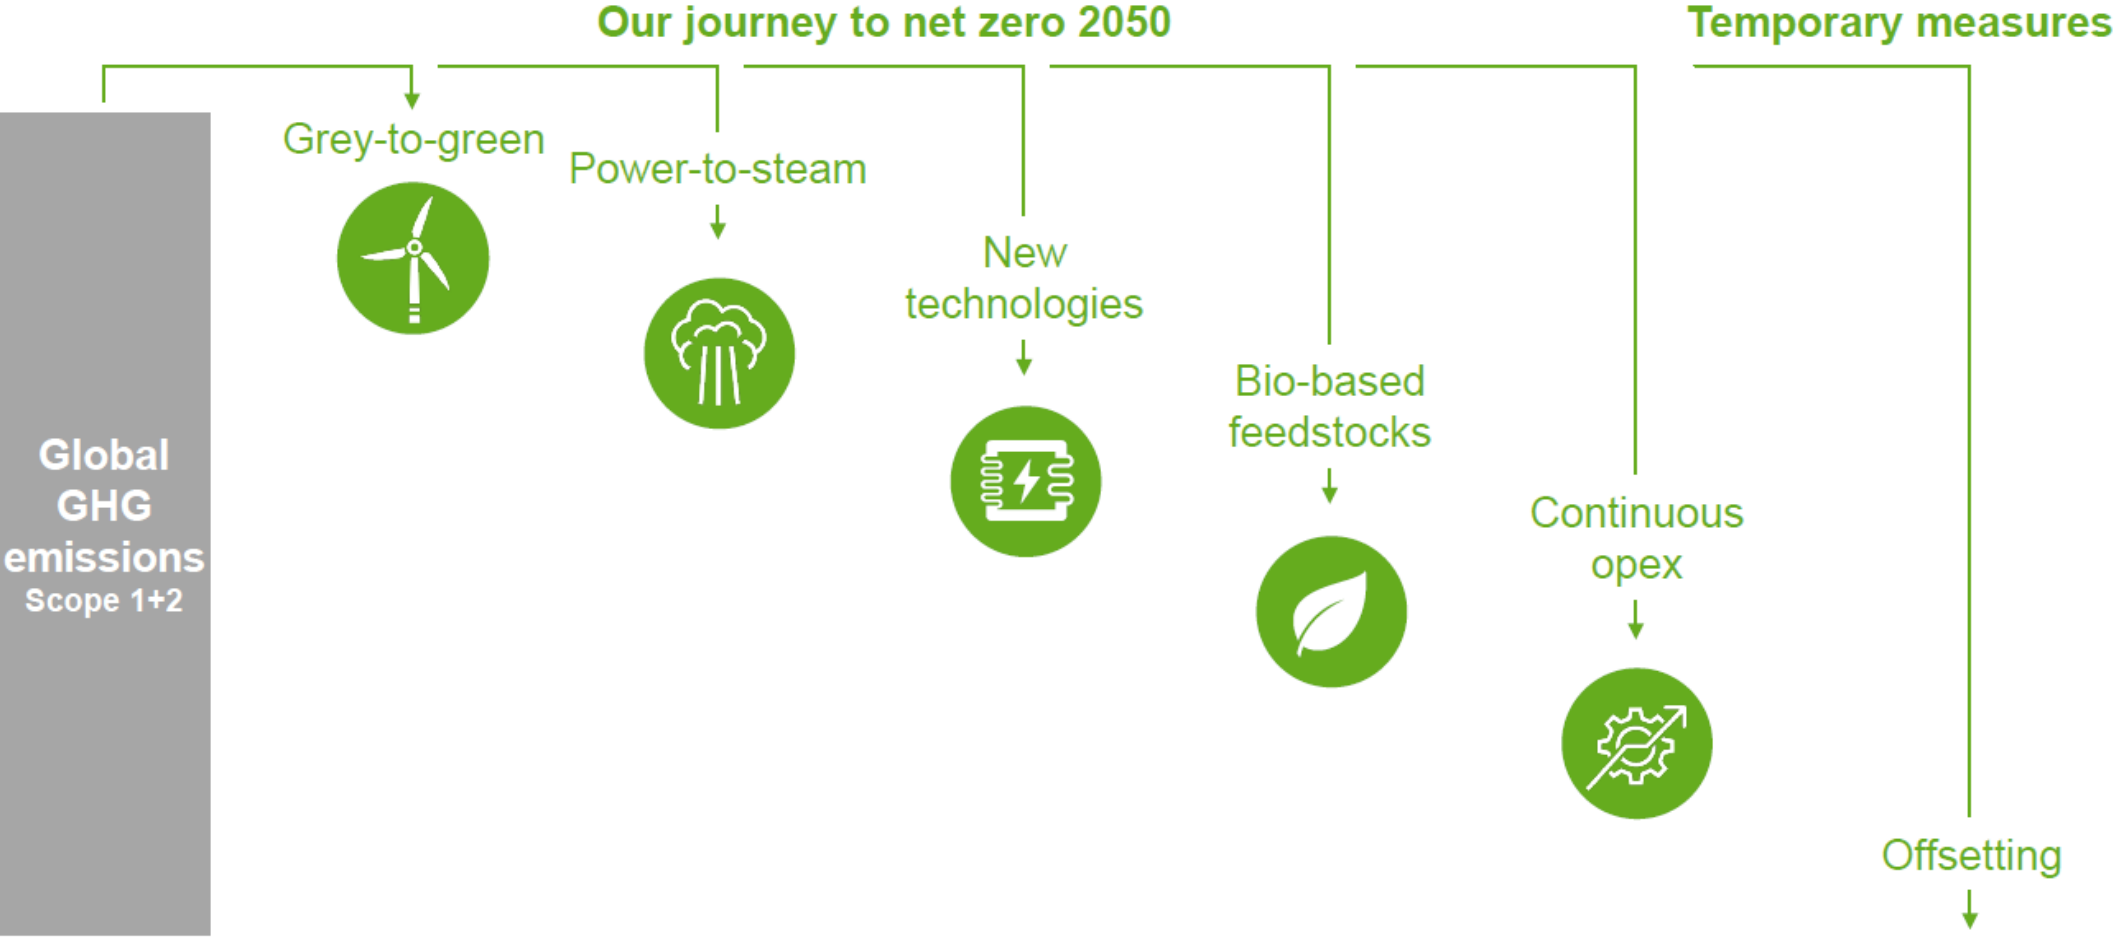 Our journey to net zero 2050
Temporary measures
Global
GHG
emissions
Scope 1+2
Grey-to-green
Power-to-steam
New
technologies
Bio-based
feedstocks
Continuous
opex
Offsetting